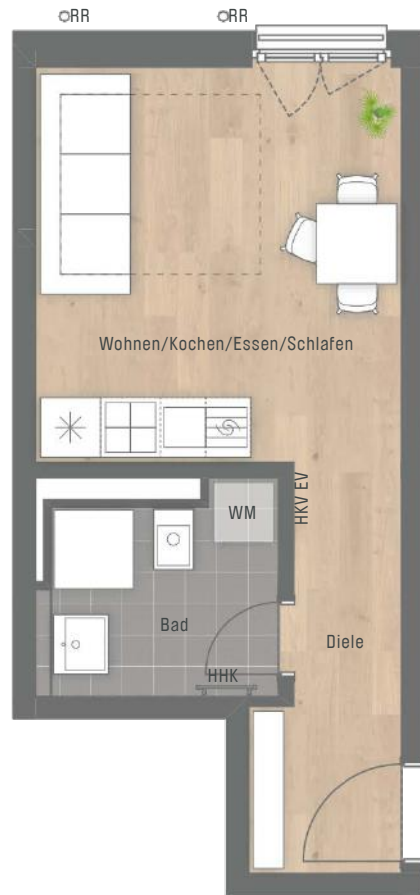 RR
RR
Wohnen/Kochen/Essen/Schlafen
HKV EV
WM
Bad
Diele
HHK